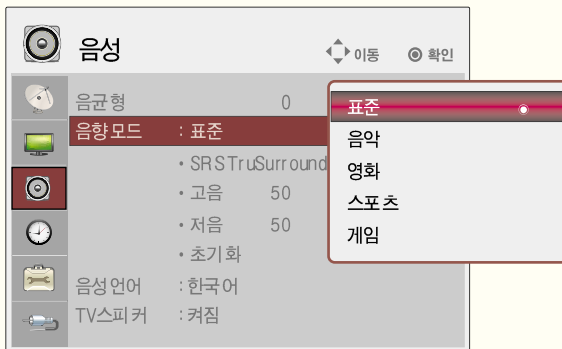 음성
이동 확인
음균형 0
음향모드 : 표준
• SRS TruSurround
• 고음 50
• 저음 50
• 초기화
음성언어 : 한국어
TV스피커 : 켜짐
표준
음악
영화
스포츠
게임